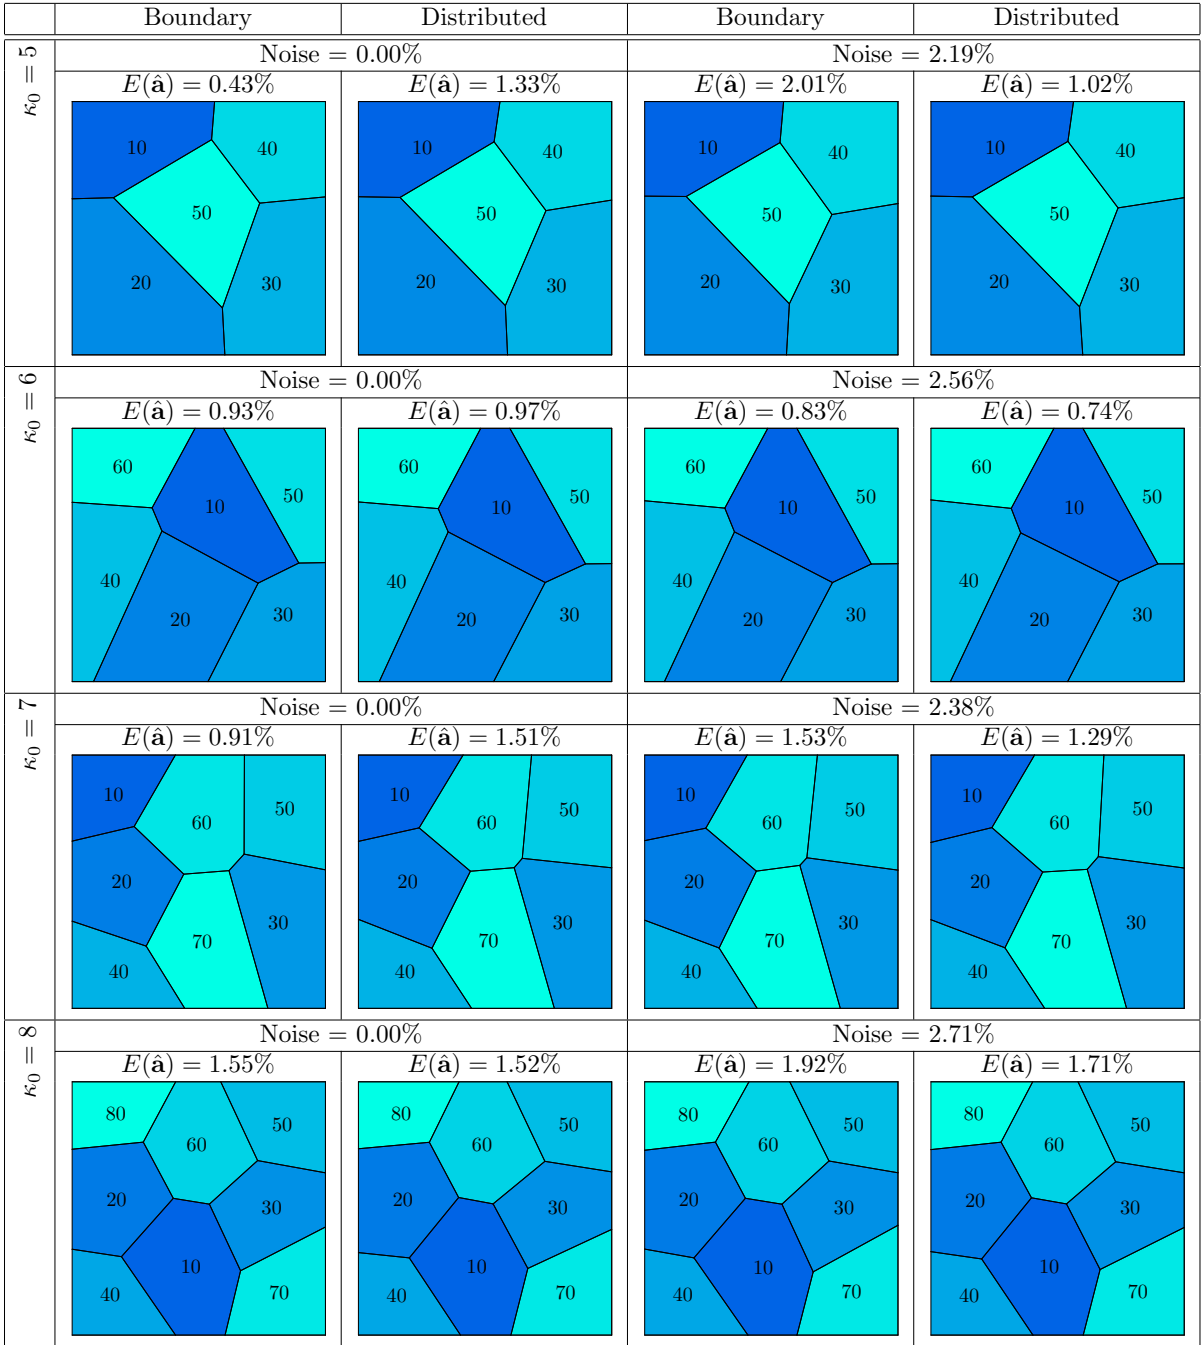 Boundary Distributed Boundary Distributed
κ₀ = 5
Noise = 0.00% Noise = 2.19%
E(â) = 0.43% E(â) = 1.33% E(â) = 2.01% E(â) = 1.02%
10 40 10 40 10 40 10 40
50 50 50 50
20 30 20 30 20 30 20 30
κ₀ = 6
Noise = 0.00% Noise = 2.56%
E(â) = 0.93% E(â) = 0.97% E(â) = 0.83% E(â) = 0.74%
60 50 60 50 60 50 60 50
10 10 10 10
40 40 40 40
20 30 20 30 20 30 20 30
κ₀ = 7
Noise = 0.00% Noise = 2.38%
E(â) = 0.91% E(â) = 1.51% E(â) = 1.53% E(â) = 1.29%
10 50 10 50 10 50 10 50
60 60 60 60
20 20 20 20
30 30 30 30
70 70 70 70
40 40 40 40
κ₀ = 8
Noise = 0.00% Noise = 2.71%
E(â) = 1.55% E(â) = 1.52% E(â) = 1.92% E(â) = 1.71%
80 50 80 50 80 50 80 50
60 60 60 60
20 30 20 30 20 30 20 30
10 10 10 10
40 70 40 70 40 70 40 70